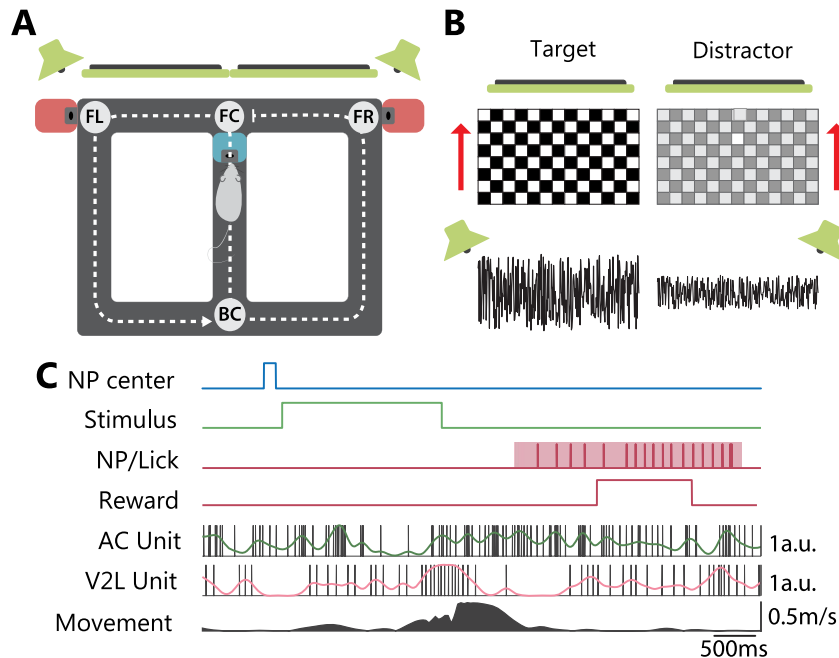 A
FL
FC
FR
BC
B
Target
Distractor
C
NP center
Stimulus
NP/Lick
Reward
AC Unit
1a.u.
V2L Unit
1a.u.
Movement
0.5m/s
500ms